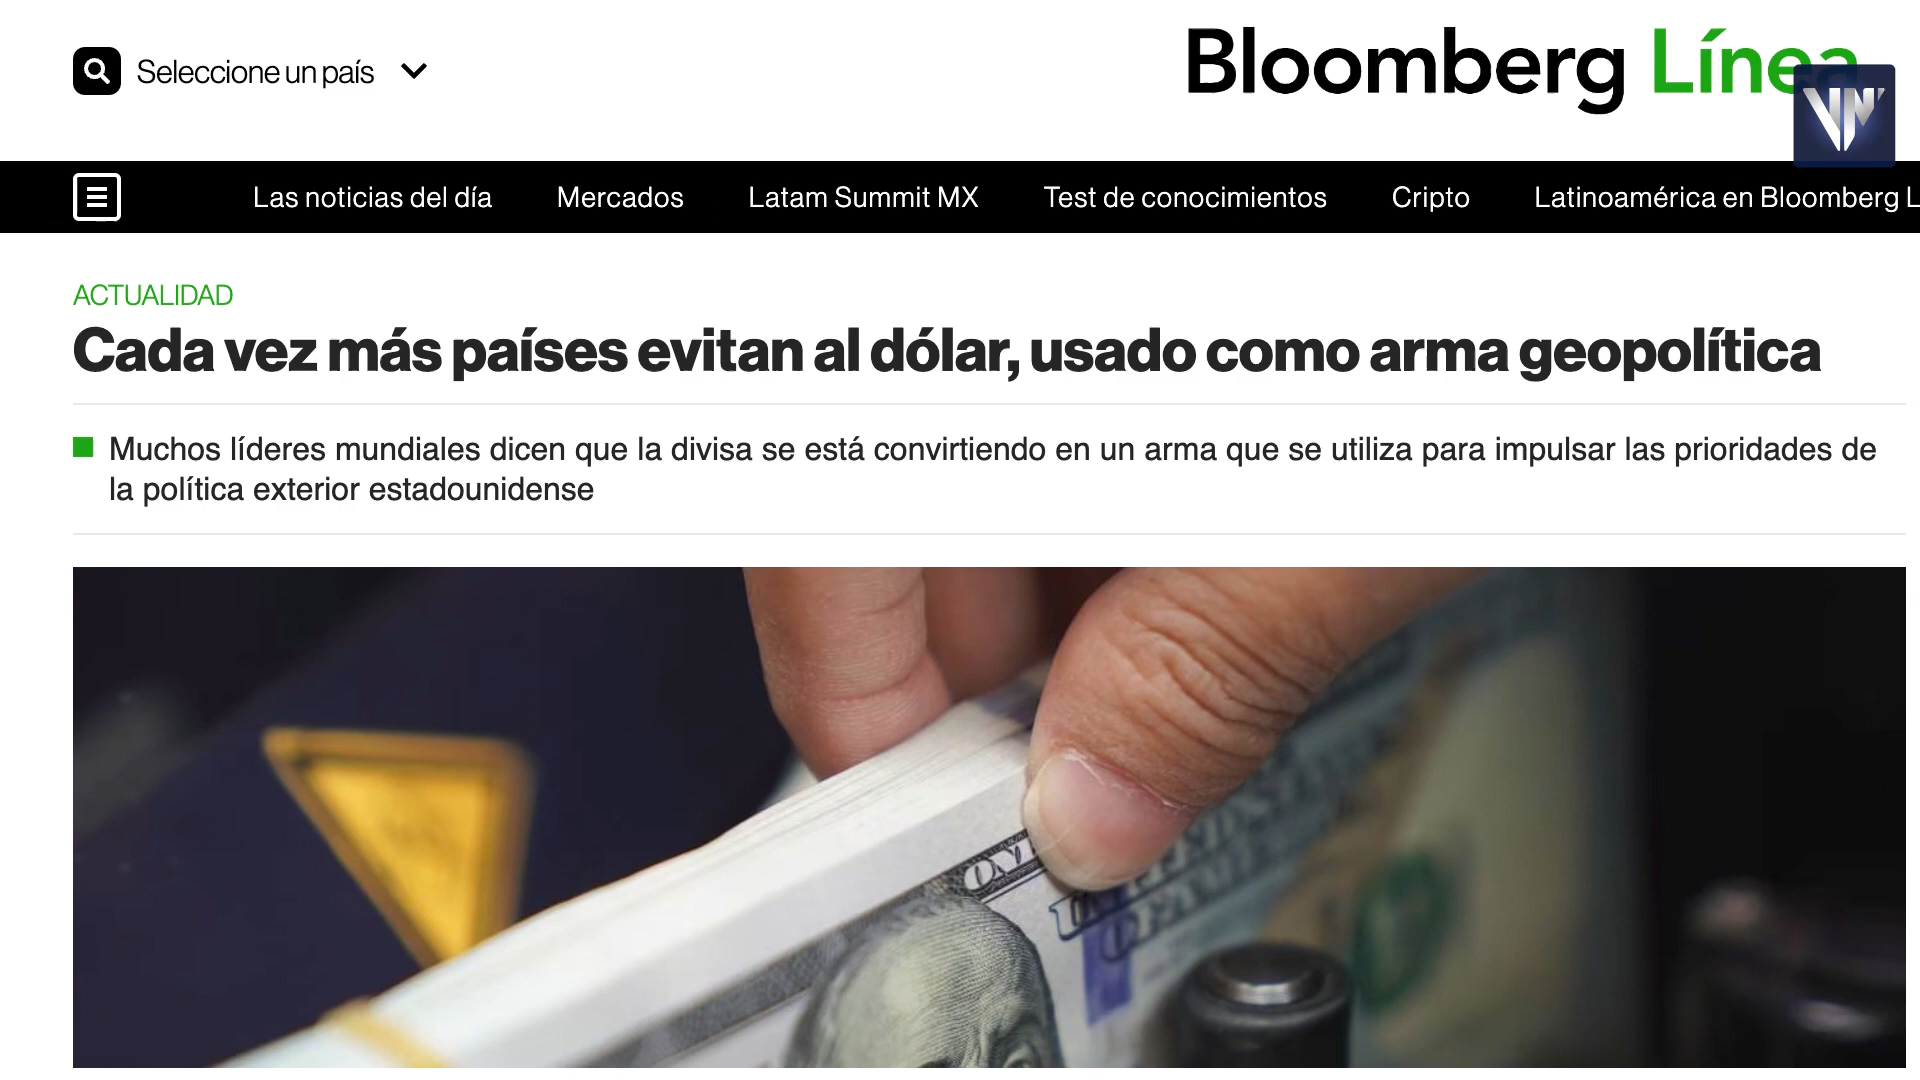 Seleccione un país
Bloomberg Línea
VN
Las noticias del día
Mercados
Latam Summit MX
Test de conocimientos
Cripto
Latinoamérica en Bloomberg L
ACTUALIDAD
Cada vez más países evitan al dólar, usado como arma geopolítica
Muchos líderes mundiales dicen que la divisa se está convirtiendo en un arma que se utiliza para impulsar las prioridades de
la política exterior estadounidense